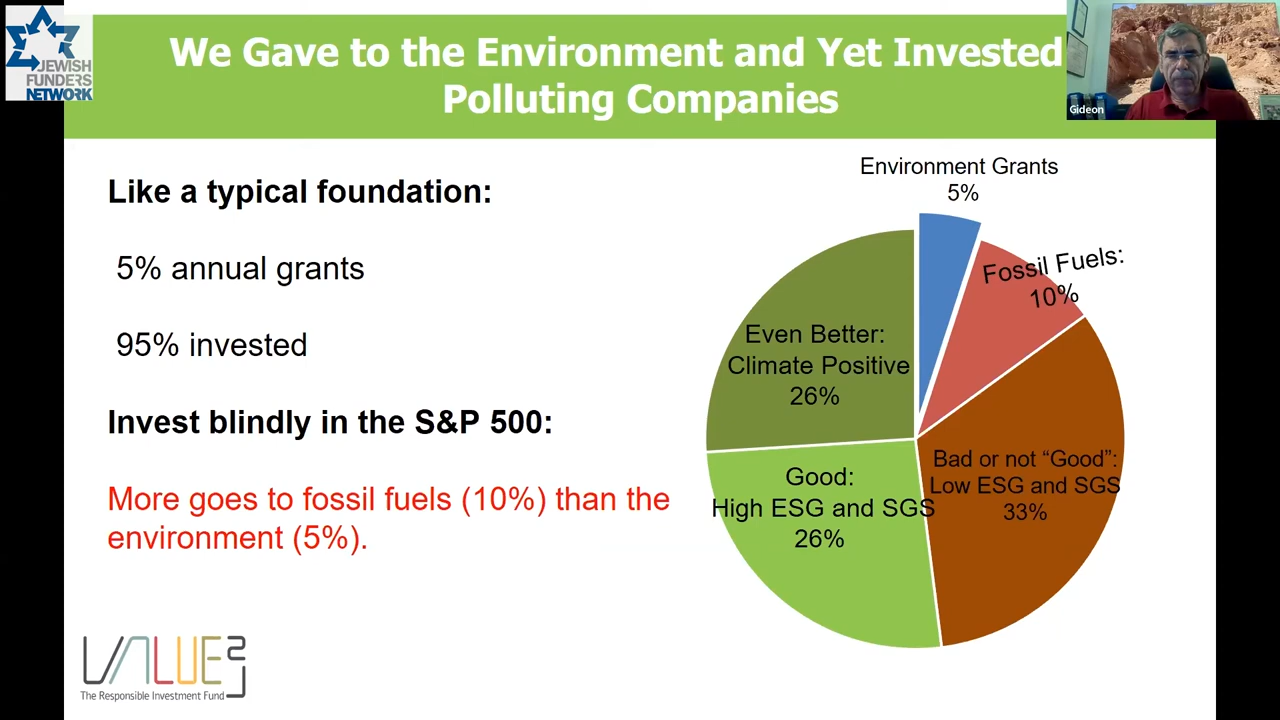 JEWISH
FUNDERS
NETWORK
We Gave to the Environment and Yet Invested
Polluting Companies
Gideon
Like a typical foundation:
5% annual grants
95% invested
Invest blindly in the S&P 500:
More goes to fossil fuels (10%) than the
environment (5%).
Environment Grants
5%
Fossil Fuels:
10%
Even Better:
Climate Positive
26%
Bad or not “Good”:
Low ESG and SGS
33%
Good:
High ESG and SGS
26%
VALUE2
The Responsible Investment Fund